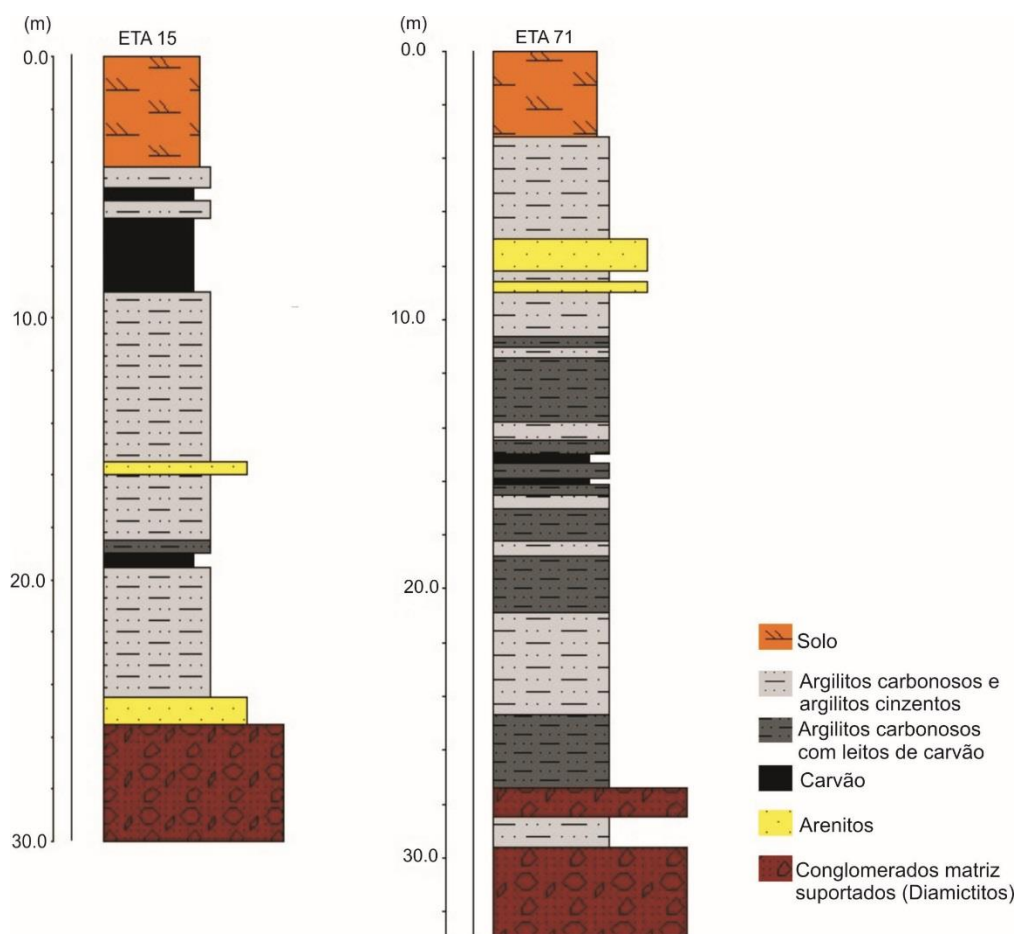 (m)
ETA 15
0.0
10.0
20.0
30.0
(m)
ETA 71
0.0
10.0
20.0
30.0
Solo
Argilitos carbonosos e
argilitos cinzentos
Argilitos carbonosos
com leitos de carvão
Carvão
Arenitos
Conglomerados matriz
suportados (Diamictitos)